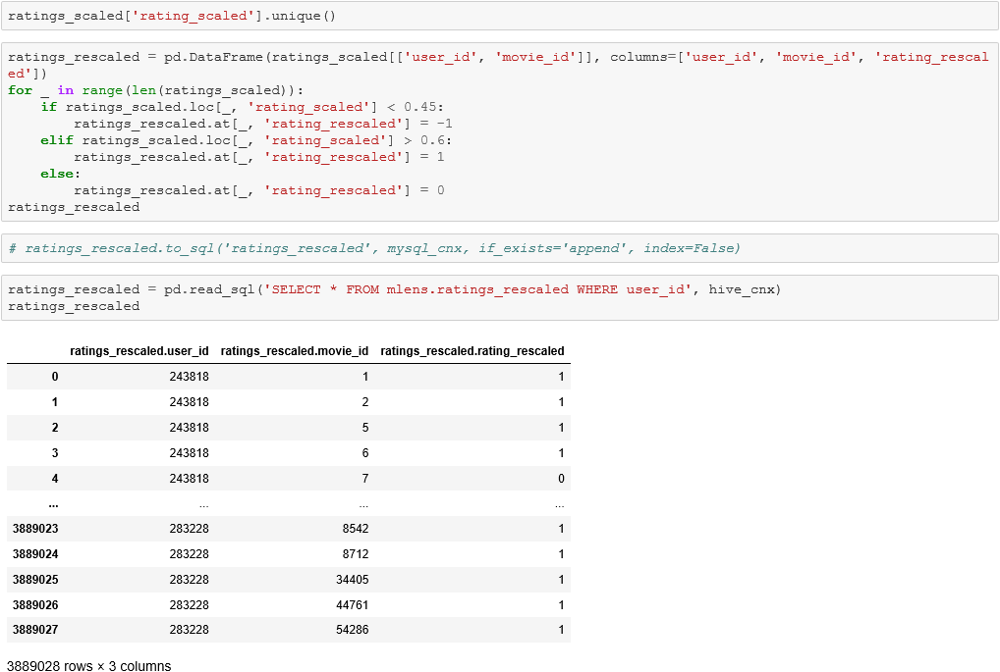 ratings_scaled['rating_scaled'].unique()
ratings_rescaled = pd.DataFrame(ratings_scaled[['user_id', 'movie_id']], columns=['user_id', 'movie_id', 'rating_rescal
ed'])
for _ in range(len(ratings_scaled)):
    if ratings_scaled.loc[_, 'rating_scaled'] < 0.45:
        ratings_rescaled.at[_, 'rating_rescaled'] = -1
    elif ratings_scaled.loc[_, 'rating_scaled'] > 0.6:
        ratings_rescaled.at[_, 'rating_rescaled'] = 1
    else:
        ratings_rescaled.at[_, 'rating_rescaled'] = 0
ratings_rescaled
# ratings_rescaled.to_sql('ratings_rescaled', mysql_cnx, if_exists='append', index=False)
ratings_rescaled = pd.read_sql('SELECT * FROM mlens.ratings_rescaled WHERE user_id', hive_cnx)
ratings_rescaled
ratings_rescaled.user_id ratings_rescaled.movie_id ratings_rescaled.rating_rescaled
0 243818 1 1
1 243818 2 1
2 243818 5 1
3 243818 6 1
4 243818 7 0
... ... ... ...
3889023 283228 8542 1
3889024 283228 8712 1
3889025 283228 34405 1
3889026 283228 44761 1
3889027 283228 54286 1
3889028 rows × 3 columns